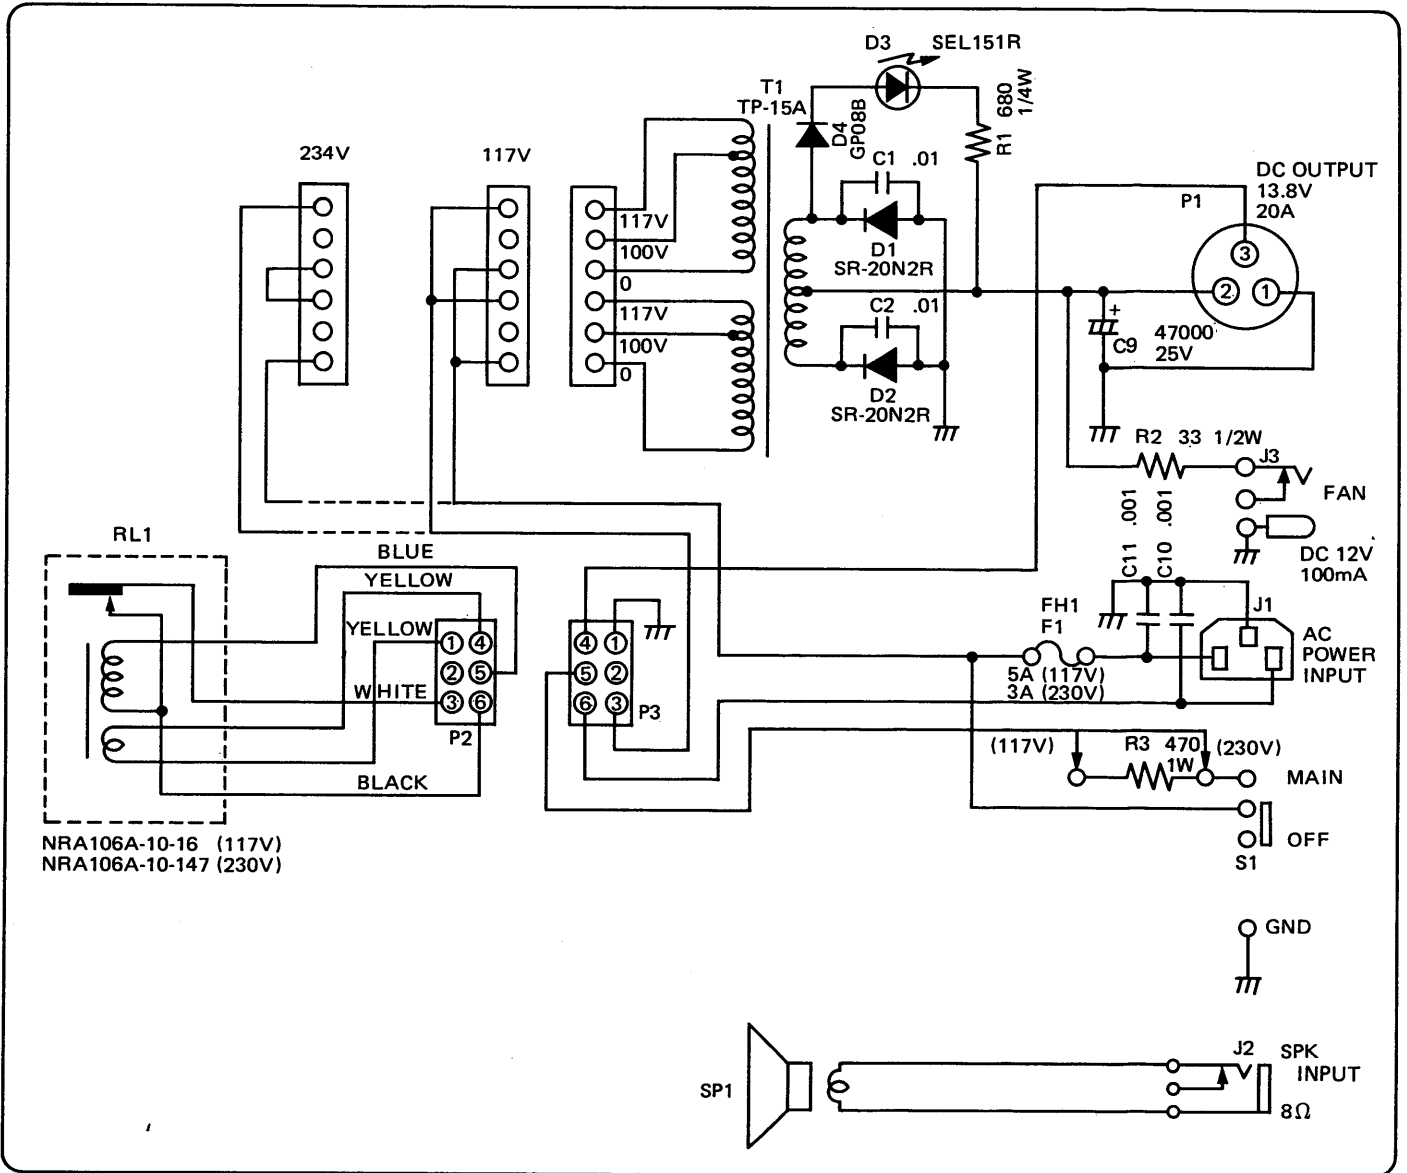 D3 SEL151R
T1
TP-15A
D4
GP08B
R1 680
1/4W
234V
117V
C1 .01
DC OUTPUT
13.8V
20A
P1
117V
100V
0
117V
100V
0
D1
SR-20N2R
C2 .01
D2
SR-20N2R
3
2
1
+
C9
47000
25V
R2 33 1/2W
J3
FAN
DC 12V
100mA
C11 .001
C10 .001
RL1
BLUE
YELLOW
YELLOW
WHITE
BLACK
1 4
2 5
3 6
P2
4 1
5 2
6 3
P3
FH1
F1
5A (117V)
3A (230V)
J1
AC
POWER
INPUT
(117V)
R3 470
1W
(230V)
MAIN
OFF
S1
NRA106A-10-16 (117V)
NRA106A-10-147 (230V)
GND
SP1
J2
SPK
INPUT
8Ω